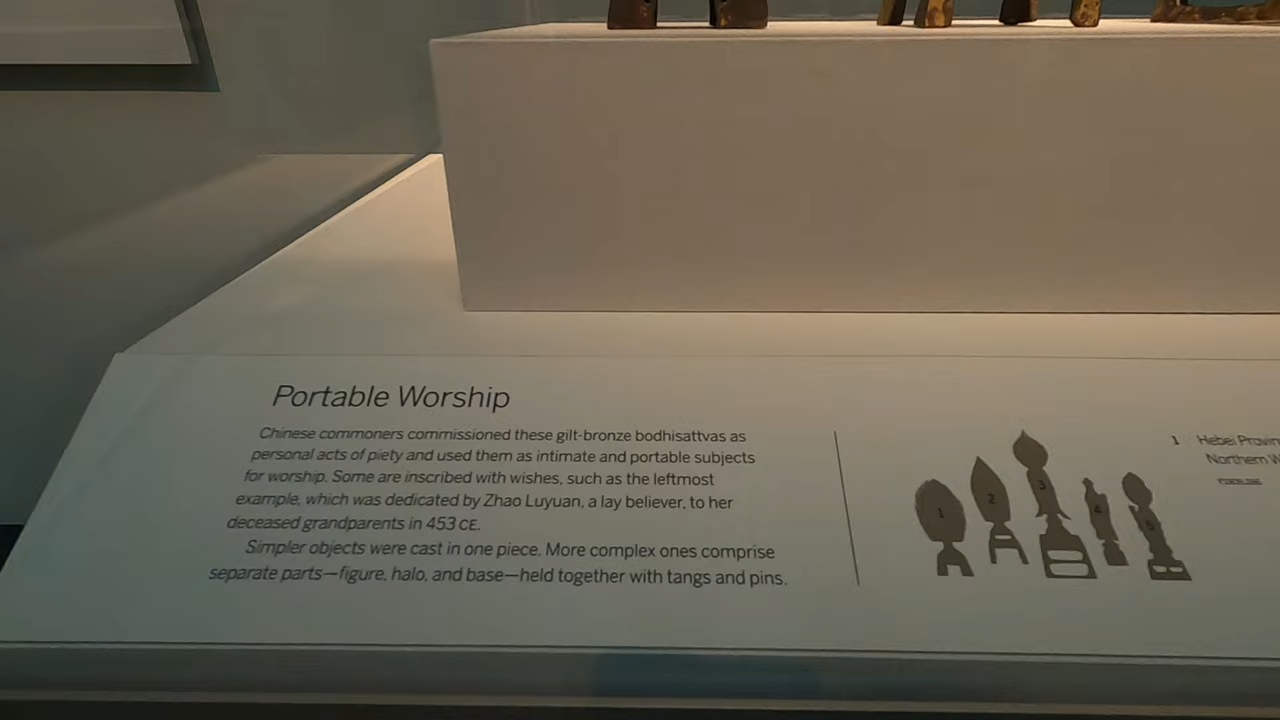 Portable Worship
Chinese commoners commissioned these gilt-bronze bodhisattvas as
personal acts of piety and used them as intimate and portable subjects
for worship. Some are inscribed with wishes, such as the leftmost
example, which was dedicated by Zhao Luyuan, a lay believer, to her
deceased grandparents in 453 CE.
Simpler objects were cast in one piece. More complex ones comprise
separate parts—figure, halo, and base—held together with tangs and pins.
1
2
3
4
5
1 Hebei Provin
Northern W